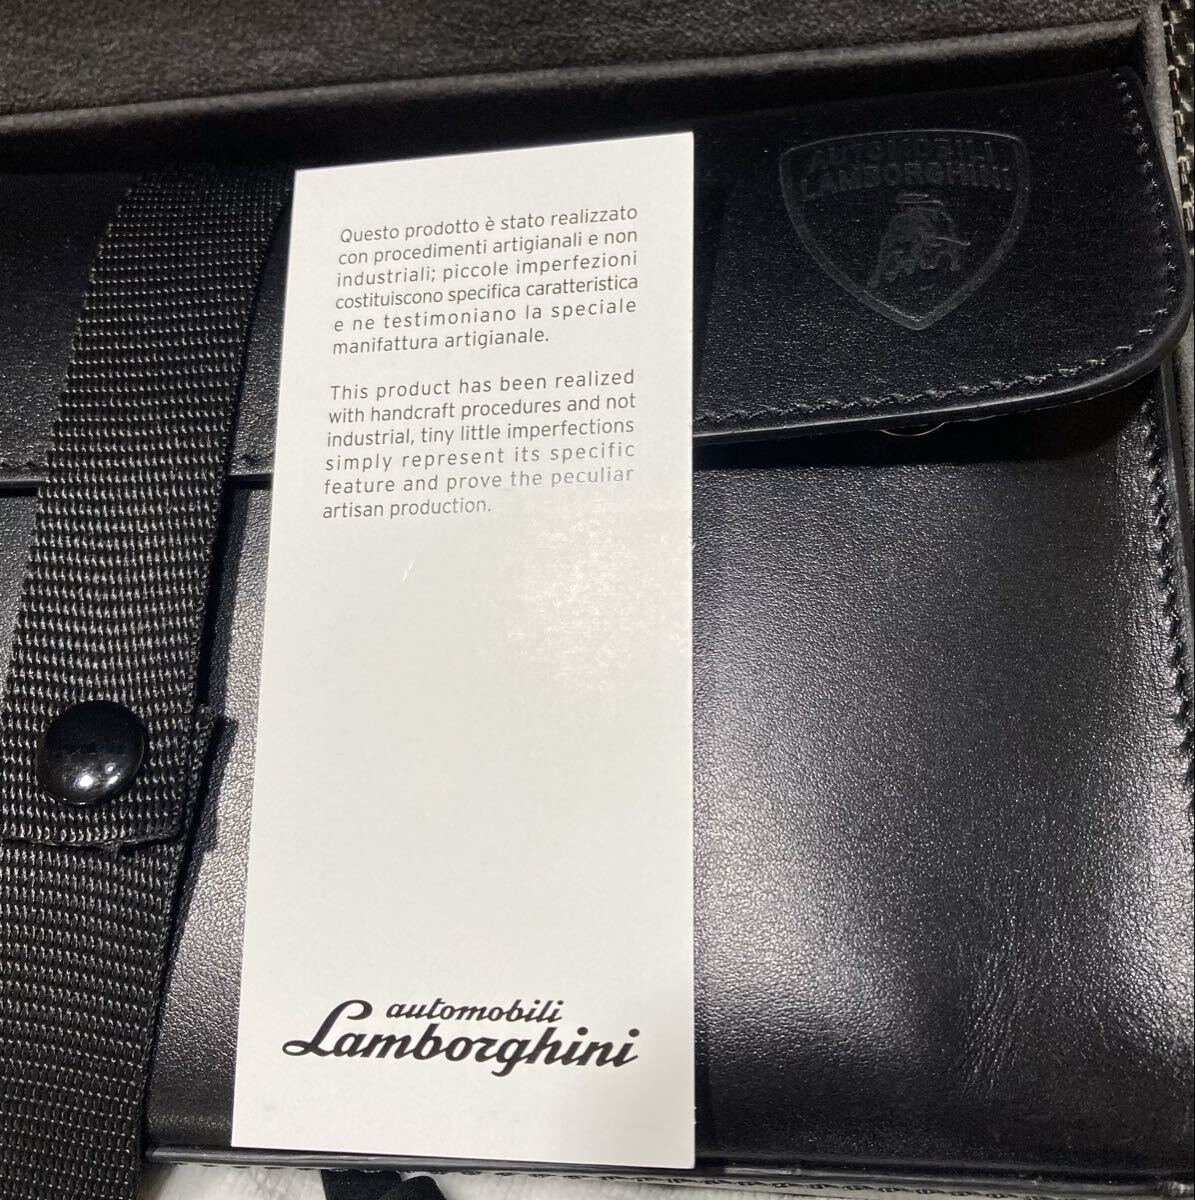 AUTOMOBILI
LAMBORGHINI
Questo prodotto è stato realizzato
con procedimenti artigianali e non
industriali; piccole imperfezioni
costituiscono specifica caratteristica
e ne testimoniano la speciale
manifattura artigianale.
This product has been realized
with handcraft procedures and not
industrial, tiny little imperfections
simply represent its specific
feature and prove the peculiar
artisan production.
automobili
Lamborghini